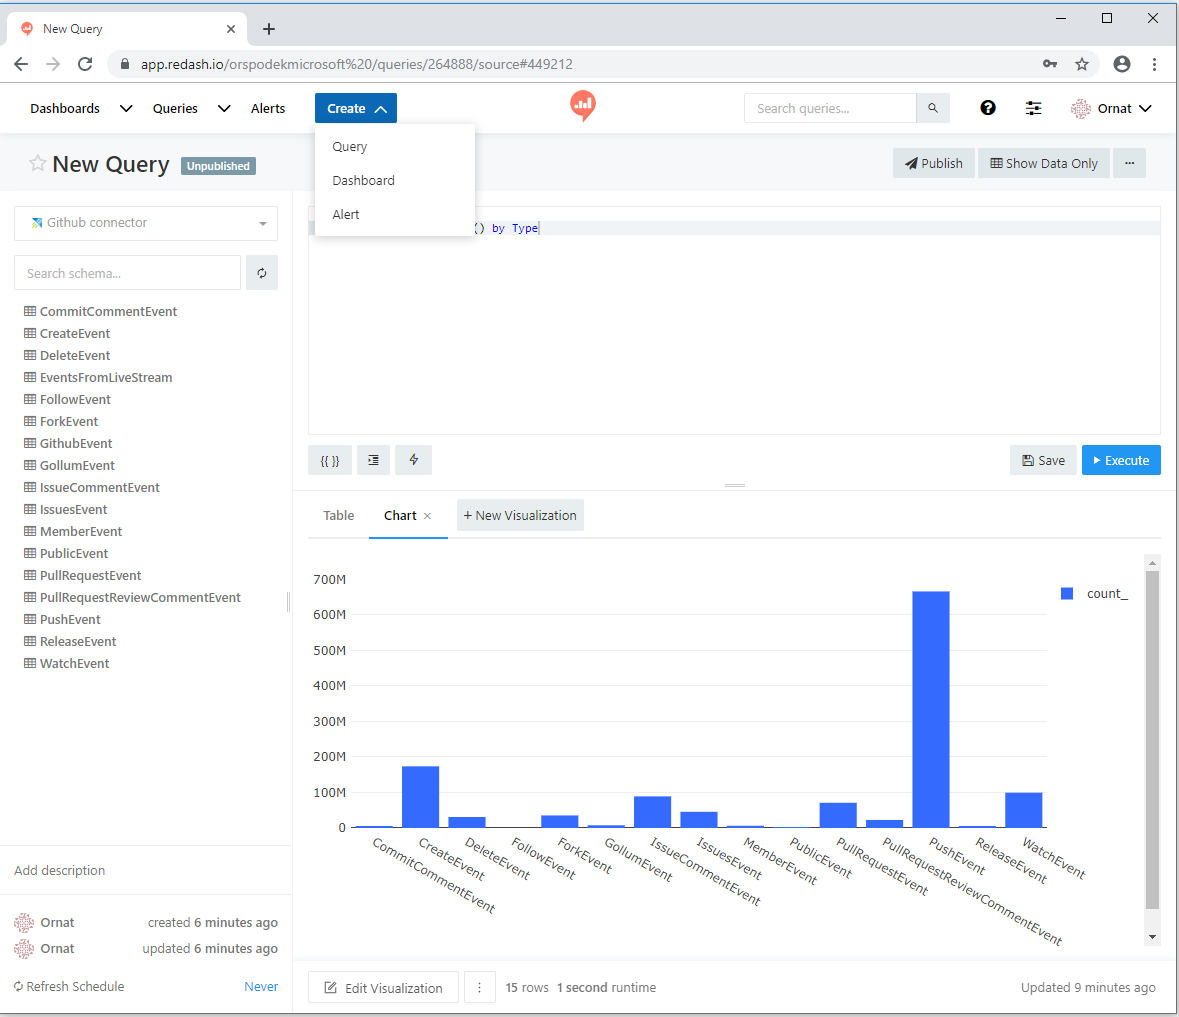 New Query
app.redash.io/orspodekmicrosoft%20/queries/264888/source#449212
Dashboards Queries Alerts Create Search queries... Ornat
Query
Dashboard
Alert
New Query Unpublished Publish Show Data Only ...
Github connector
() by Type
Search schema...
CommitCommentEvent
CreateEvent
DeleteEvent
EventsFromLiveStream
FollowEvent
ForkEvent
GithubEvent
GollumEvent
IssueCommentEvent
IssuesEvent
MemberEvent
PublicEvent
PullRequestEvent
PullRequestReviewCommentEvent
PushEvent
ReleaseEvent
WatchEvent
{{ }} Save Execute
Table Chart × + New Visualization
700M
600M
500M
400M
300M
200M
100M
0
count_
CommitCommentEvent
CreateEvent
DeleteEvent
FollowEvent
ForkEvent
GollumEvent
IssueCommentEvent
IssuesEvent
MemberEvent
PublicEvent
PullRequestEvent
PullRequestReviewCommentEvent
PushEvent
ReleaseEvent
WatchEvent
Add description
Ornat created 6 minutes ago
Ornat updated 6 minutes ago
Refresh Schedule Never
Edit Visualization 15 rows 1 second runtime Updated 9 minutes ago